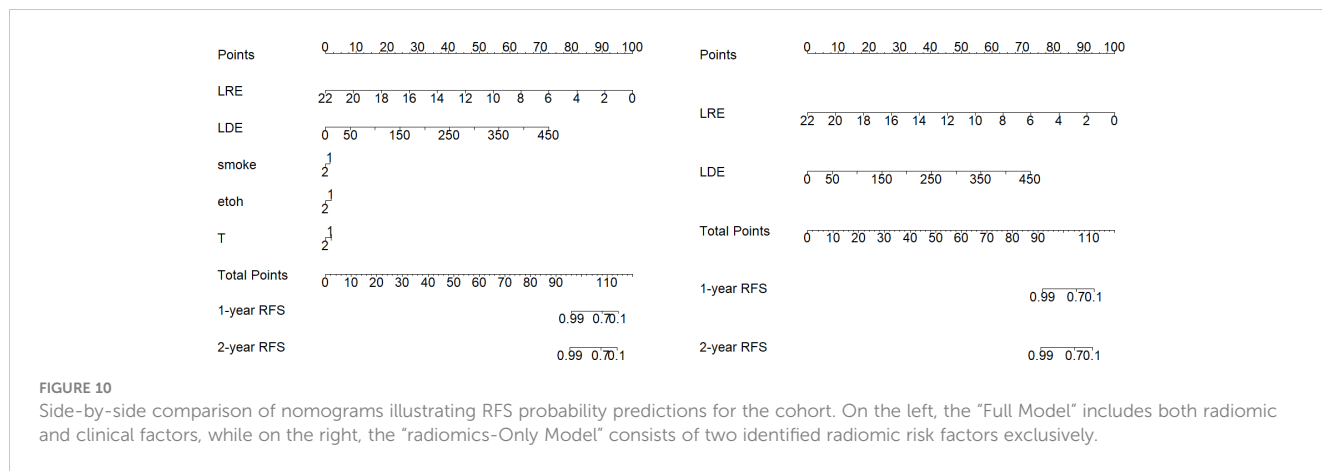 Points 0 10 20 30 40 50 60 70 80 90 100
LRE
22 20 18 16 14 12 10 8 6 4 2 0
LDE
0 50 150 250 350 450
smoke 1
2
etoh 1
2
T 1
2
Total Points
0 10 20 30 40 50 60 70 80 90 110
1-year RFS
0.99 0.70.1
2-year RFS
0.99 0.70.1
Points 0 10 20 30 40 50 60 70 80 90 100
LRE
22 20 18 16 14 12 10 8 6 4 2 0
LDE
0 50 150 250 350 450
Total Points
0 10 20 30 40 50 60 70 80 90 110
1-year RFS
0.99 0.70.1
2-year RFS
0.99 0.70.1
FIGURE 10
Side-by-side comparison of nomograms illustrating RFS probability predictions for the cohort. On the left, the “Full Model” includes both radiomic
and clinical factors, while on the right, the “radiomics-Only Model” consists of two identified radiomic risk factors exclusively.